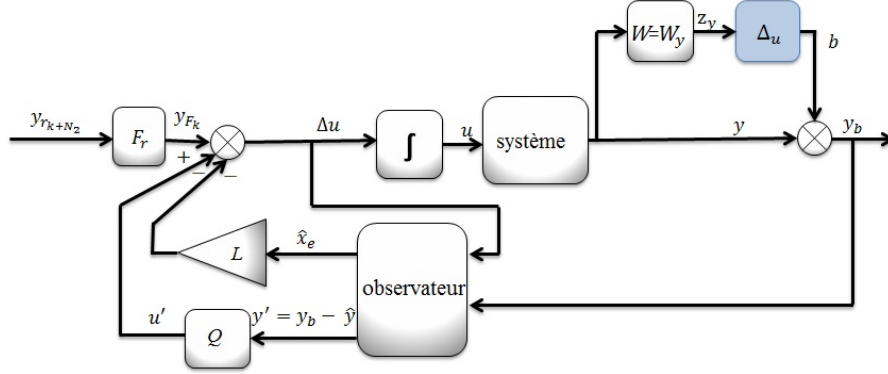 W=W_y
z_y
Δ_u
b
y_{r_{k+N_2}}
F_r
y_{F_k}
+
−
−
Δu
∫
u
système
y
y_b
L
x̂_e
observateur
u'
Q
y' = y_b − ŷ